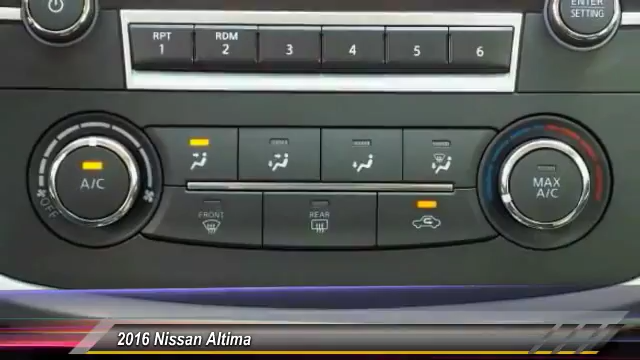 ENTER
SETTING
RPT RDM
1 2 3 4 5 6
A/C
OFF
MAX
A/C
FRONT REAR
2016 Nissan Altima